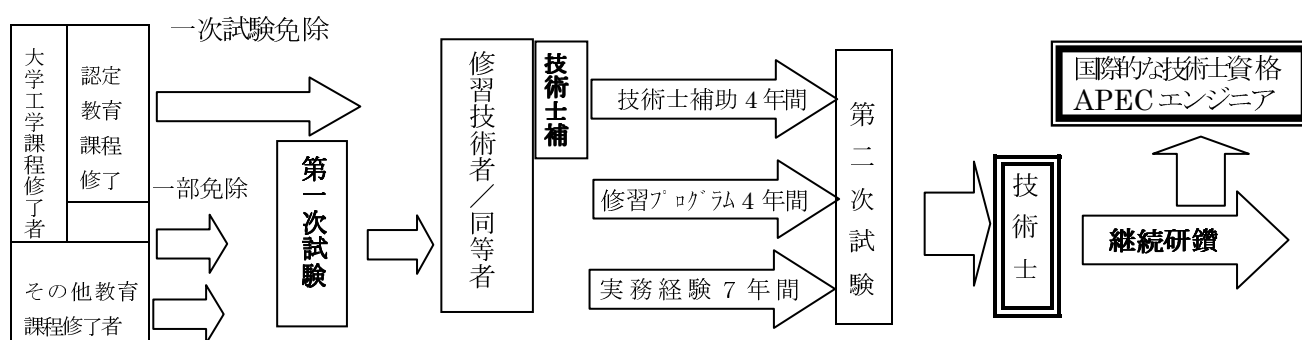 一次試験免除
大学工学課程修了者
認定
教育
課程
修了
一部免除
その他教育
課程修了者
第一次試験
修習技術者/同等者
技術士補
技術士補助4年間
修習プログラム4年間
実務経験7年間
第二次試験
技術士
国際的な技術士資格
APECエンジニア
継続研鑽